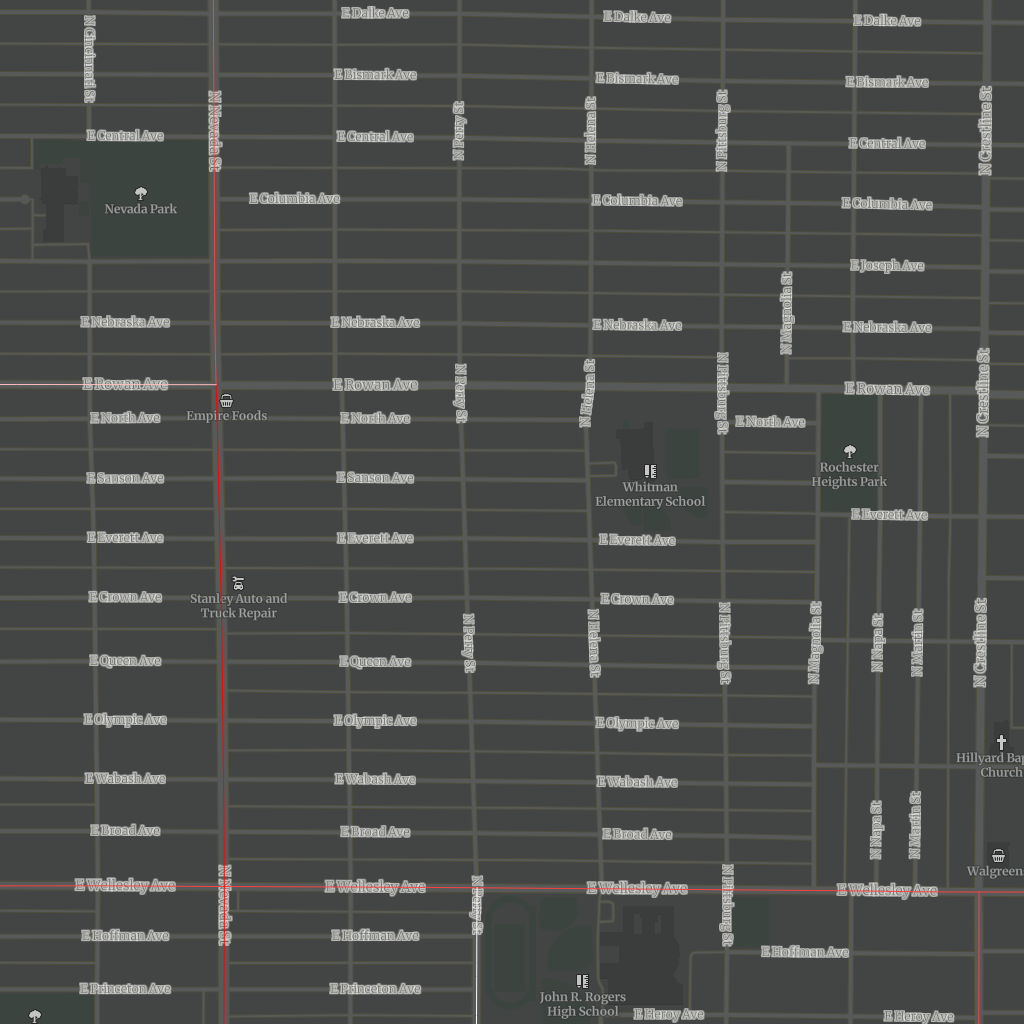 E Dalke Ave
E Dalke Ave
E Dalke Ave
N Cincinnati St
E Bismark Ave
E Bismark Ave
E Bismark Ave
N Nevada St
N Perry St
N Helena St
N Pittsburg St
N Crestline St
E Central Ave
E Central Ave
E Central Ave
Nevada Park
E Columbia Ave
E Columbia Ave
E Columbia Ave
E Joseph Ave
N Magnolia St
E Nebraska Ave
E Nebraska Ave
E Nebraska Ave
E Nebraska Ave
E Rowan Ave
E Rowan Ave
E Rowan Ave
N Perry St
N Helena St
N Pittsburg St
N Crestline St
Empire Foods
E North Ave
E North Ave
E North Ave
Rochester
Heights Park
E Sanson Ave
E Sanson Ave
Whitman
Elementary School
E Everett Ave
E Everett Ave
E Everett Ave
E Everett Ave
Stanley Auto and
Truck Repair
E Crown Ave
E Crown Ave
E Crown Ave
N Perry St
N Helena St
N Pittsburg St
N Magnolia St
N Napa St
N Martin St
N Crestline St
E Queen Ave
E Queen Ave
E Olympic Ave
E Olympic Ave
E Olympic Ave
Hillyard Bap
Church
E Wabash Ave
E Wabash Ave
E Wabash Ave
E Broad Ave
E Broad Ave
E Broad Ave
N Napa St
N Martin St
Walgreens
E Wellesley Ave
E Wellesley Ave
E Wellesley Ave
E Wellesley Ave
N Nevada St
N Perry St
N Pittsburg St
E Hoffman Ave
E Hoffman Ave
E Hoffman Ave
E Princeton Ave
E Princeton Ave
John R. Rogers
High School
E Heroy Ave
E Heroy Ave